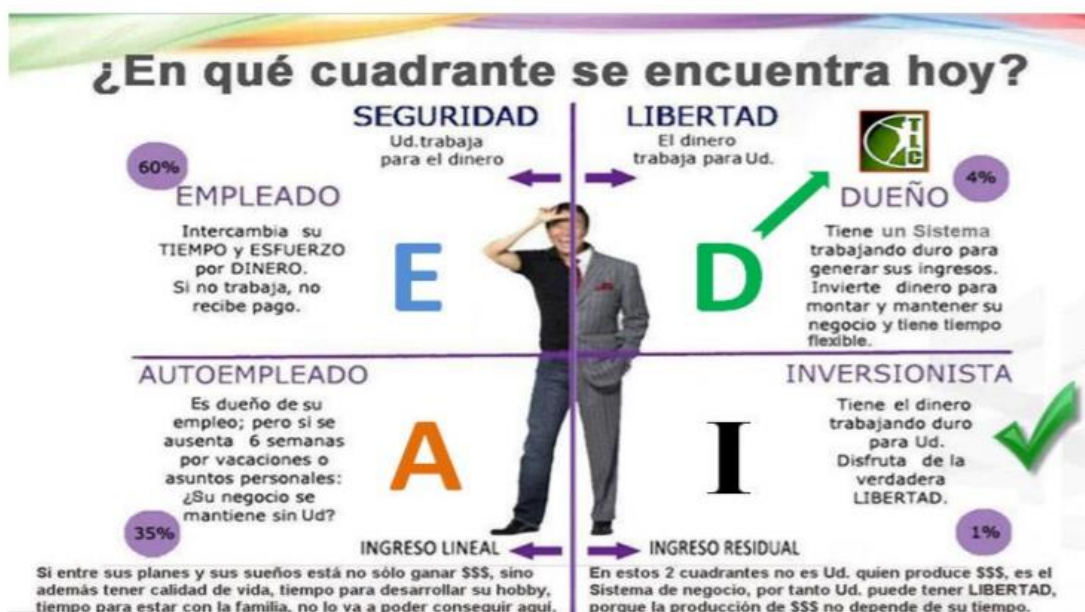 ¿En qué cuadrante se encuentra hoy?
SEGURIDAD
Ud.trabaja
para el dinero
LIBERTAD
El dinero
trabaja para Ud.
TLC
60%
EMPLEADO
Intercambia su
TIEMPO y ESFUERZO
por DINERO.
Si no trabaja, no
recibe pago.
E
D
4%
DUEÑO
Tiene un Sistema
trabajando duro para
generar sus ingresos.
Invierte dinero para
montar y mantener su
negocio y tiene tiempo
flexible.
AUTOEMPLEADO
Es dueño de su
empleo; pero si se
ausenta 6 semanas
por vacaciones o
asuntos personales:
¿Su negocio se
mantiene sin Ud?
35%
A
I
INVERSIONISTA
Tiene el dinero
trabajando duro
para Ud.
Disfruta de la
verdadera
LIBERTAD.
1%
INGRESO LINEAL
INGRESO RESIDUAL
Si entre sus planes y sus sueños está no sólo ganar $$$, sino
además tener calidad de vida, tiempo para desarrollar su hobby,
tiempo para estar con la familia, no lo va a poder conseguir aquí.
En estos 2 cuadrantes no es Ud. quien produce $$$, es el
Sistema de negocio, por tanto Ud. puede tener LIBERTAD,
porque la producción de $$$ no depende de su